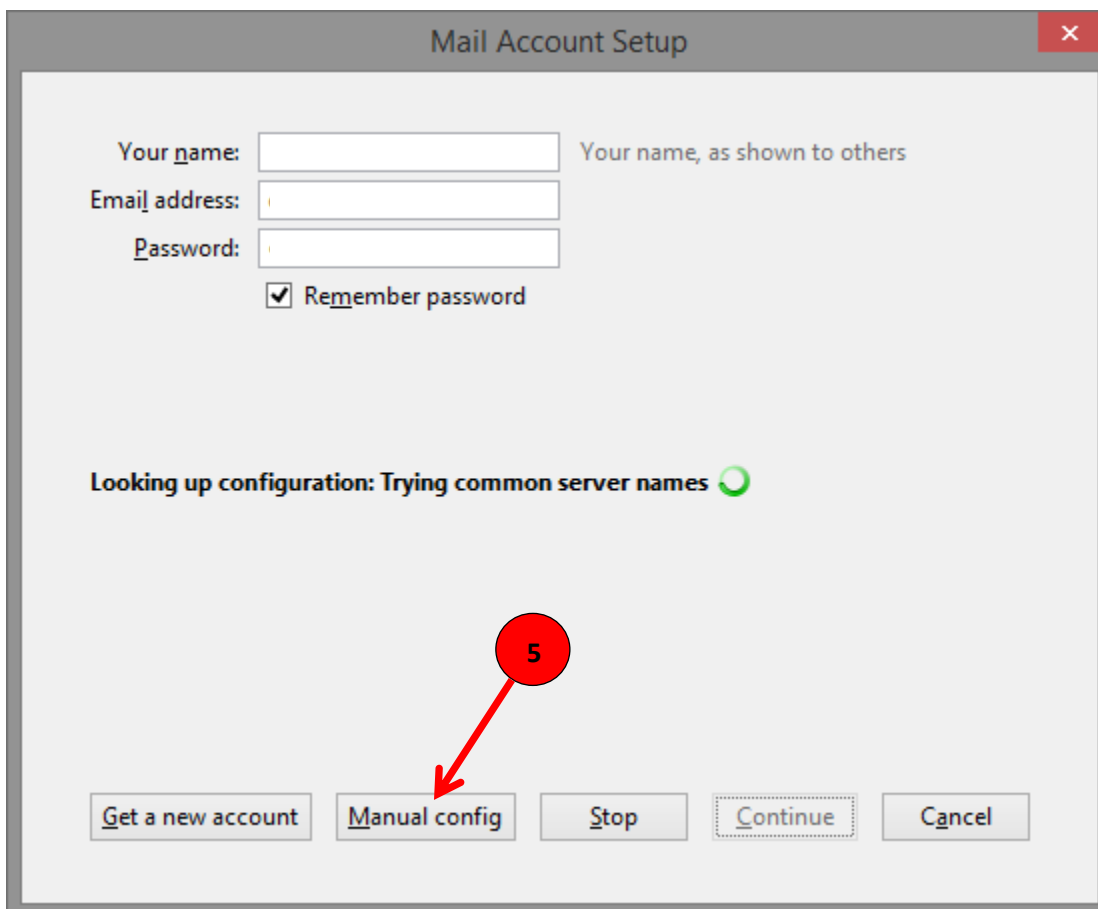 Mail Account Setup
Your name:
Your name, as shown to others
Email address:
Password:
Remember password
Looking up configuration: Trying common server names
5
Get a new account
Manual config
Stop
Continue
Cancel